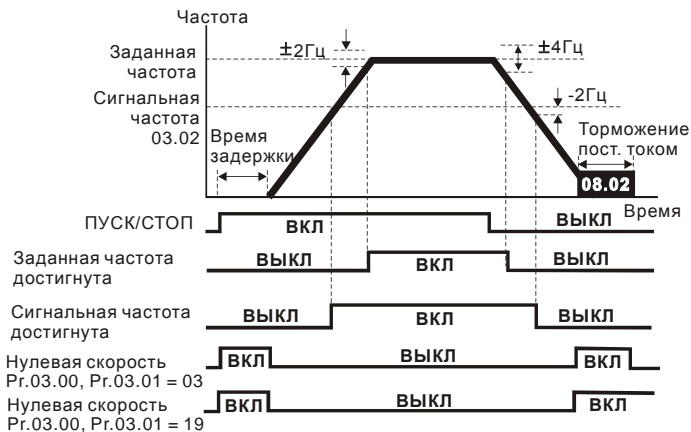 Частота
Заданная
частота
±2Гц
±4Гц
Сигнальная
частота
03.02
-2Гц
Время
задержки
Торможение
пост. током
08.02
Время
ПУСК/СТОП
ВКЛ
ВЫКЛ
Заданная частота
достигнута
ВЫКЛ
ВКЛ
ВЫКЛ
Сигнальная частота
достигнута
ВЫКЛ
ВКЛ
ВЫКЛ
Нулевая скорость
Pr.03.00, Pr.03.01 = 03
ВКЛ
ВЫКЛ
ВКЛ
Нулевая скорость
Pr.03.00, Pr.03.01 = 19
ВКЛ
ВЫКЛ
ВКЛ